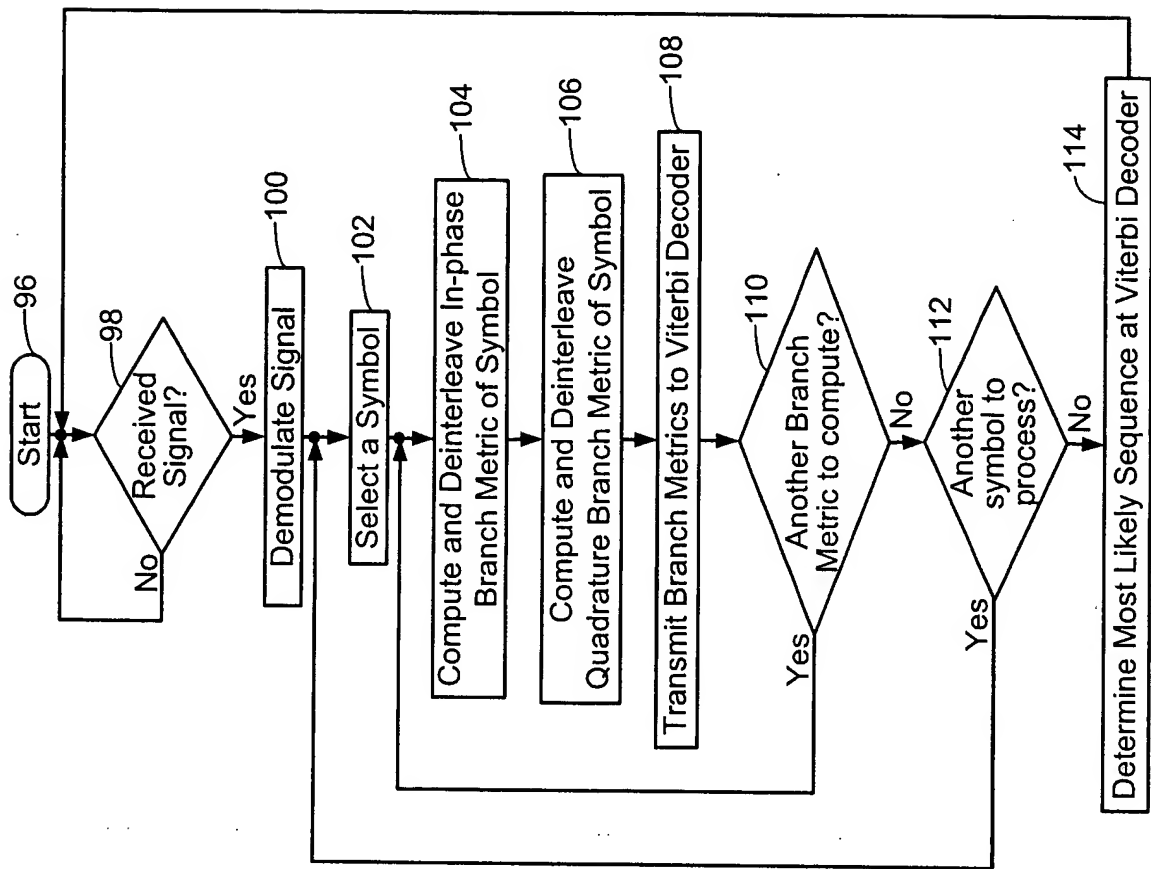 Start
96
Received
Signal?
98
No
Yes
Demodulate Signal
100
Select a Symbol
102
Compute and Deinterleave In-phase
Branch Metric of Symbol
104
Compute and Deinterleave
Quadrature Branch Metric of Symbol
106
Transmit Branch Metrics to Viterbi Decoder
108
Another Branch
Metric to compute?
110
Yes
No
Another
symbol to
process?
112
Yes
No
Determine Most Likely Sequence at Viterbi Decoder
114